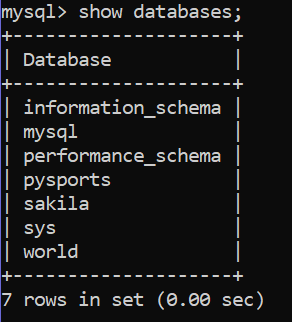 mysql> show databases;
+--------------------+
| Database           |
+--------------------+
| information_schema |
| mysql              |
| performance_schema |
| pysports           |
| sakila             |
| sys                |
| world              |
+--------------------+
7 rows in set (0.00 sec)